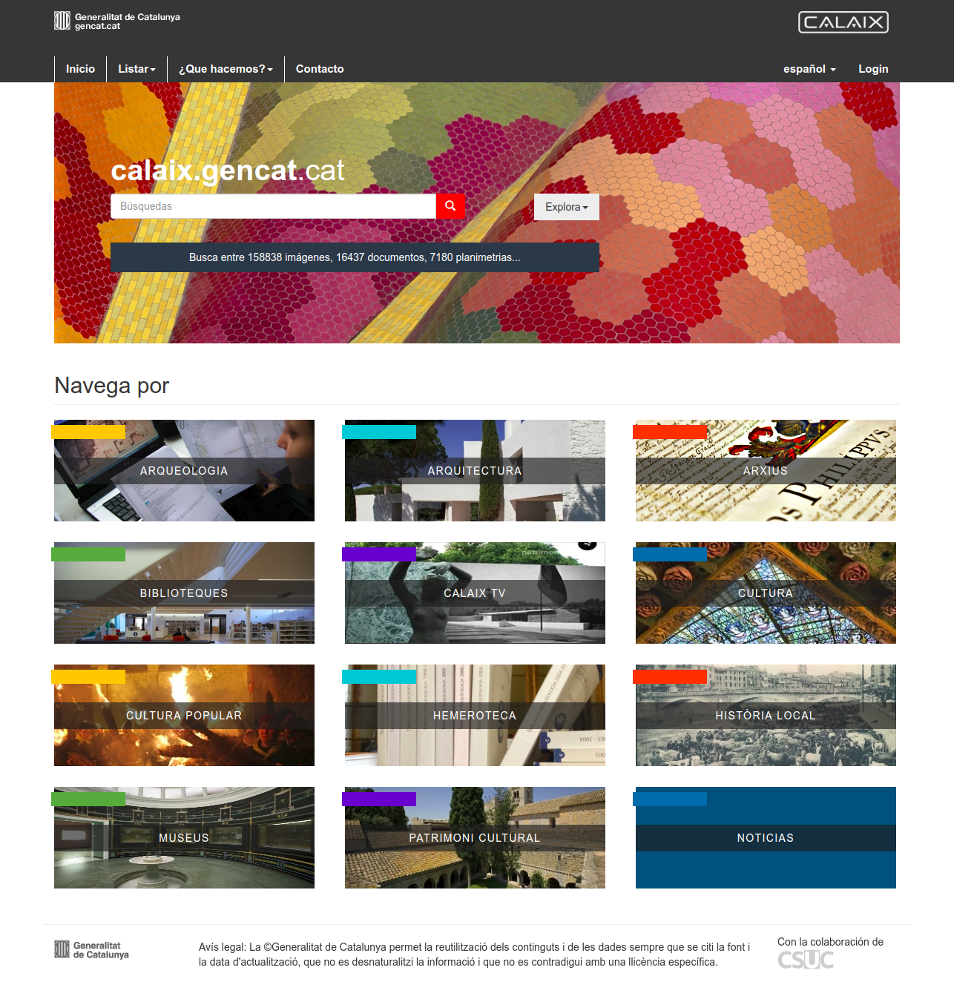 Generalitat de Catalunya
gencat.cat
CALAIX
Inicio
Listar
¿Que hacemos?
Contacto
español
Login
calaix.gencat.cat
Búsquedas
Explora
Busca entre 158838 imágenes, 16437 documentos, 7180 planimetrias...
Navega por
ARQUEOLOGIA
ARQUITECTURA
PHILIPPVS
ARXIUS
BIBLIOTEQUES
CALAIX TV
CULTURA
CULTURA POPULAR
HEMEROTECA
HISTÒRIA LOCAL
MUSEUS
PATRIMONI CULTURAL
NOTICIAS
Generalitat
de Catalunya
Avís legal: La ©Generalitat de Catalunya permet la reutilització dels continguts i de les dades sempre que se citi la font i
la data d'actualització, que no es desnaturalitzi la informació i que no es contradigui amb una llicència específica.
Con la colaboración de
CSUC